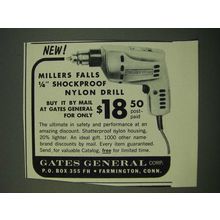 NEW!
MILLERS FALLS
¼" SHOCKPROOF
NYLON DRILL
BUY IT BY MAIL
AT GATES GENERAL
FOR ONLY
$18.50
post-
paid
The ultimate in safety and performance at an
amazing discount. Shatterproof nylon housing,
20% lighter. An ideal gift. 1000 other name
brand discounts by mail. Every item guaranteed.
Send, for valuable Catalog, free for limited time.
GATES GENERAL CORP.
P.O. BOX 355 FH • FARMINGTON, CONN.